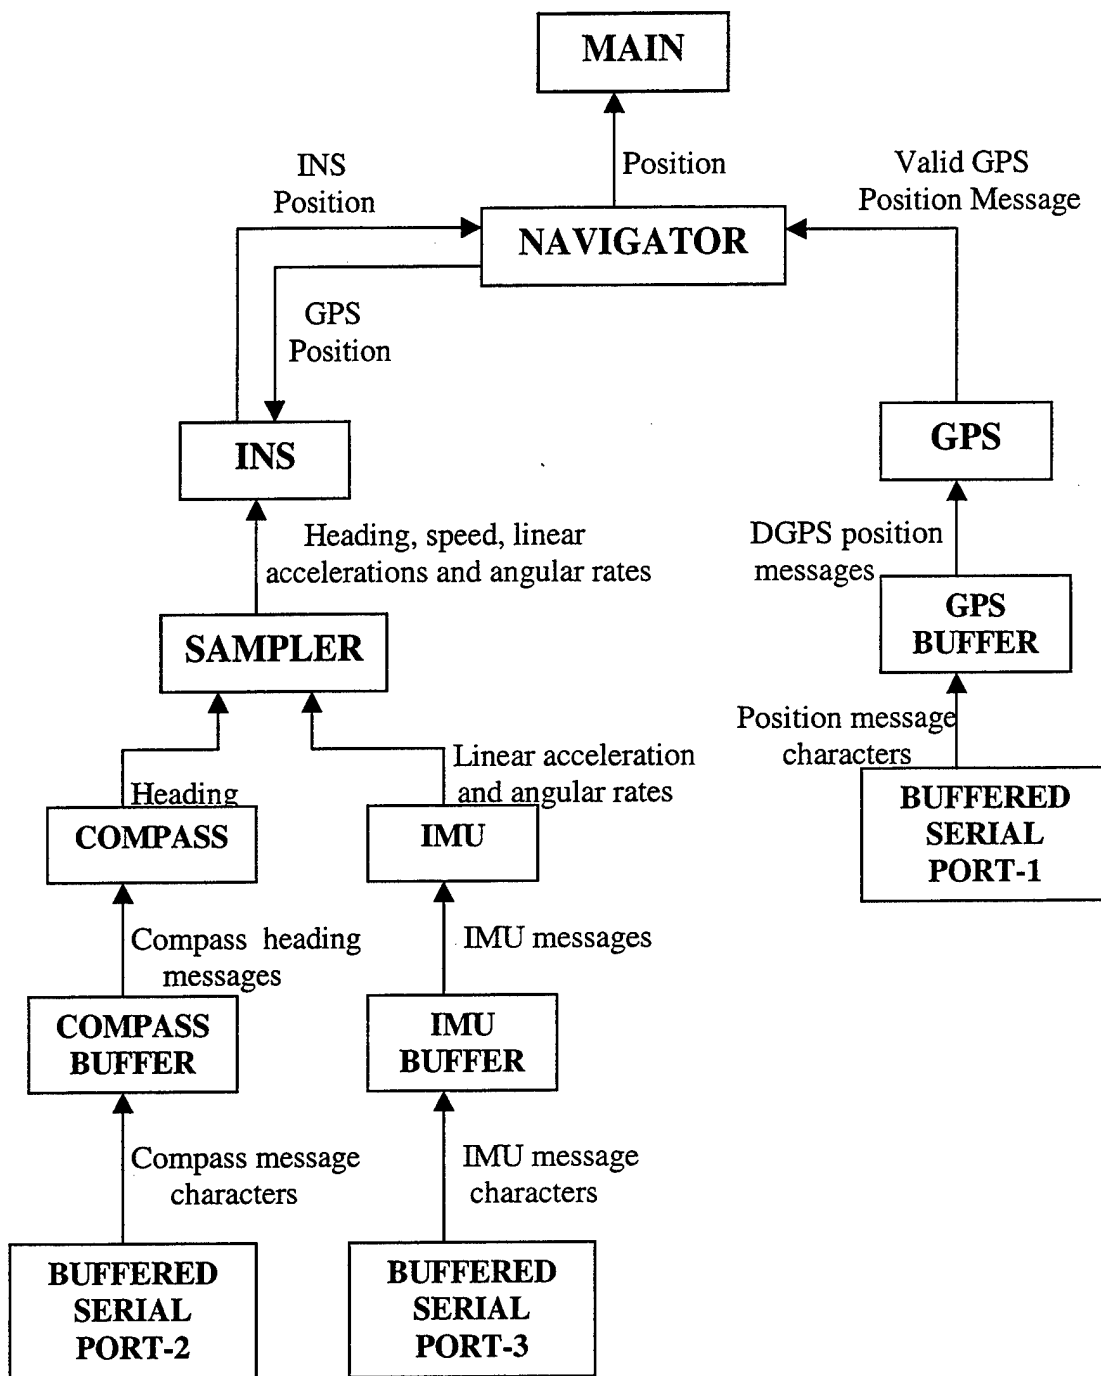 MAIN
INS
Position
Position
Valid GPS
Position Message
NAVIGATOR
GPS
Position
INS
GPS
Heading, speed, linear
accelerations and angular rates
DGPS position
messages
SAMPLER
GPS
BUFFER
Position message
characters
Heading
Linear acceleration
and angular rates
COMPASS
IMU
BUFFERED
SERIAL
PORT-1
Compass heading
messages
IMU messages
COMPASS
BUFFER
IMU
BUFFER
Compass message
characters
IMU message
characters
BUFFERED
SERIAL
PORT-2
BUFFERED
SERIAL
PORT-3